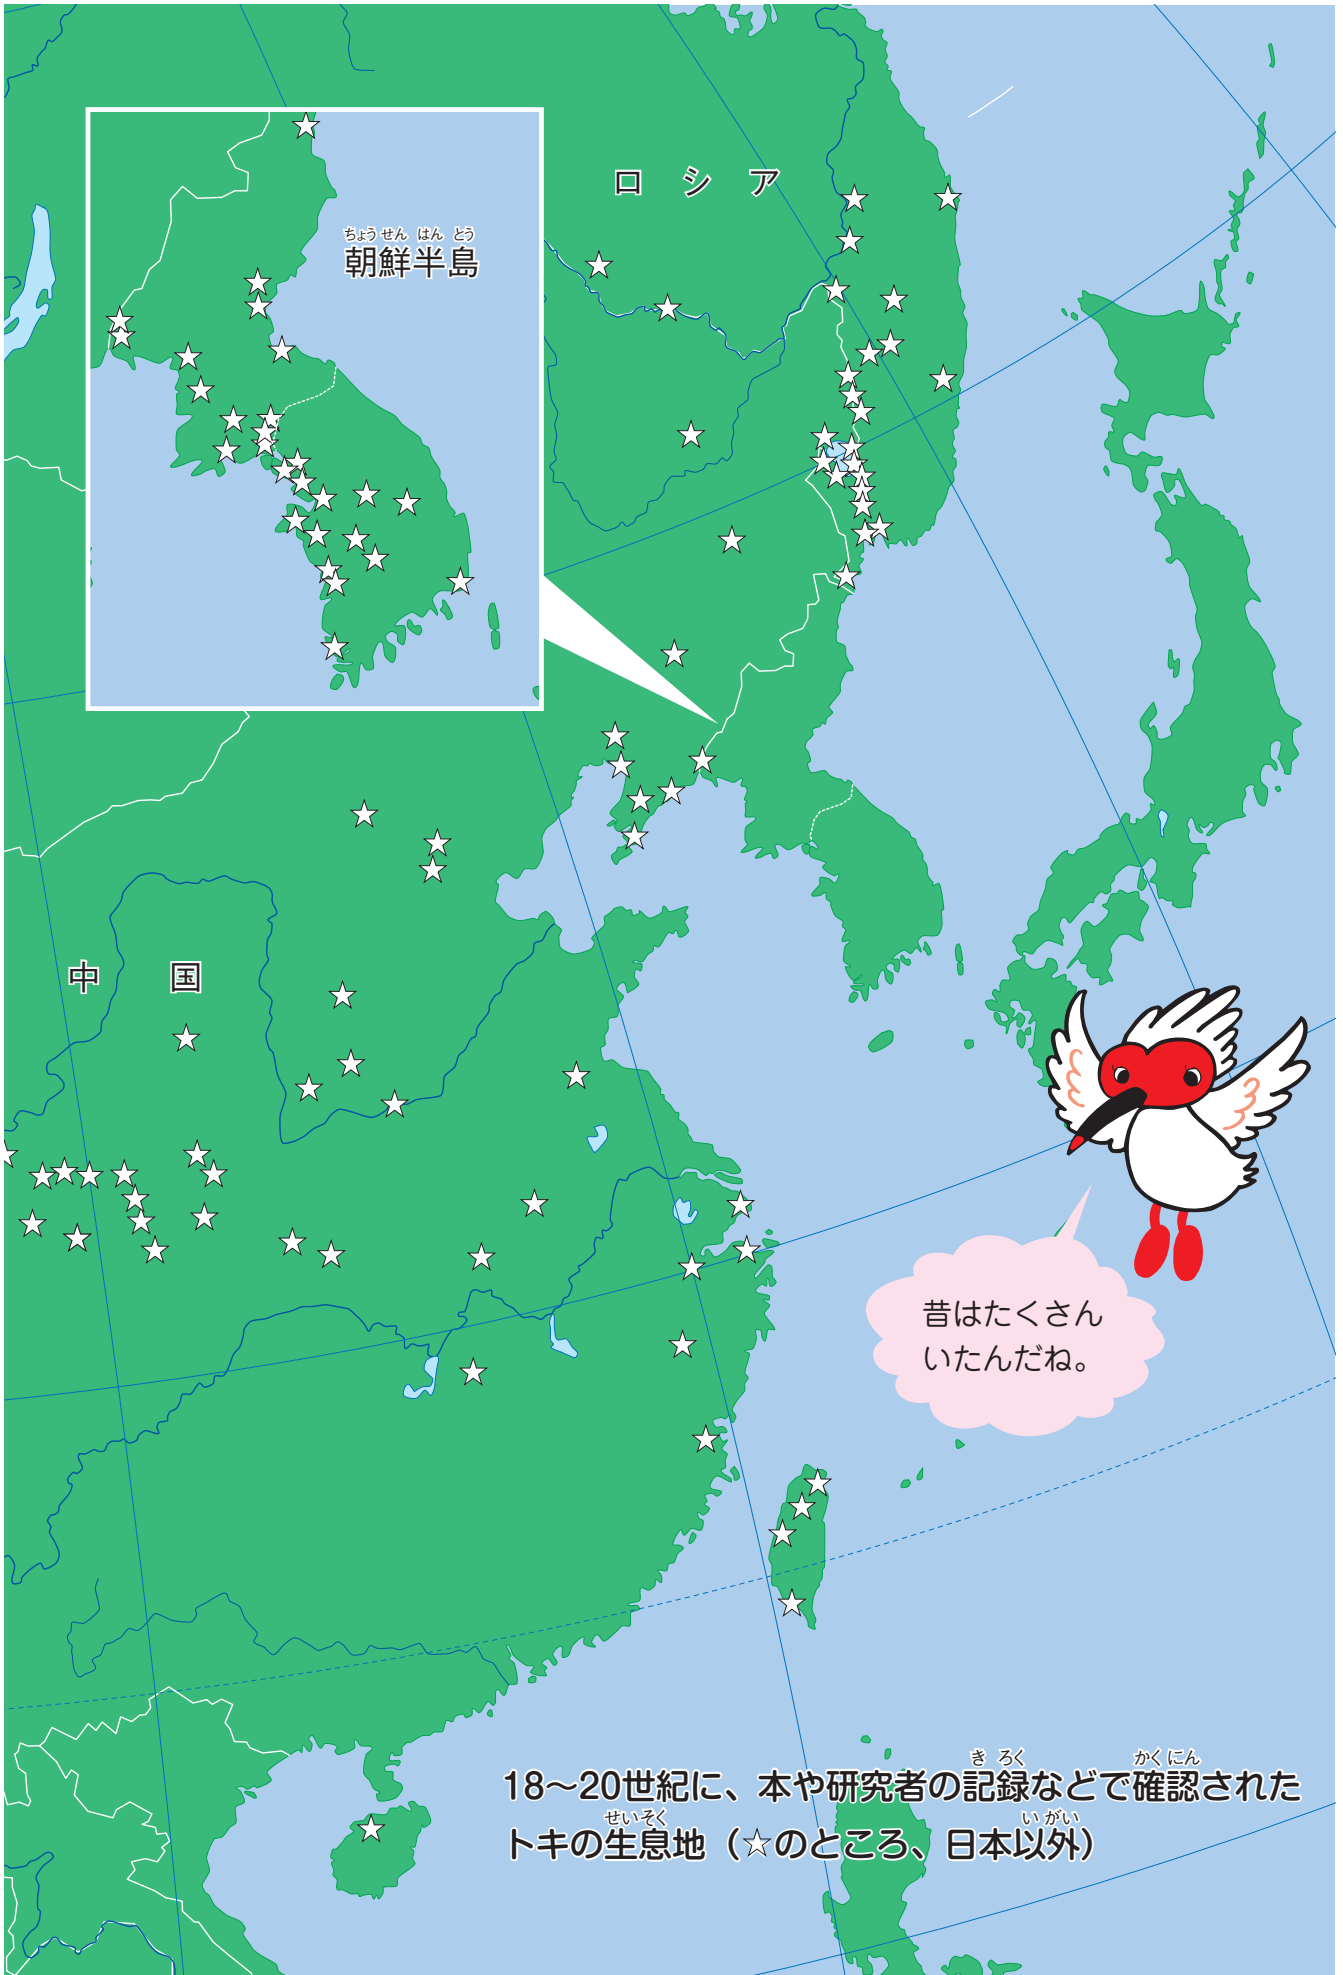 ロシア
ちょうせんはんとう
朝鮮半島
中国
昔はたくさん
いたんだね。
きろく かくにん
18〜20世紀に、本や研究者の記録などで確認された
せいそく いがい
トキの生息地（☆のところ、日本以外）